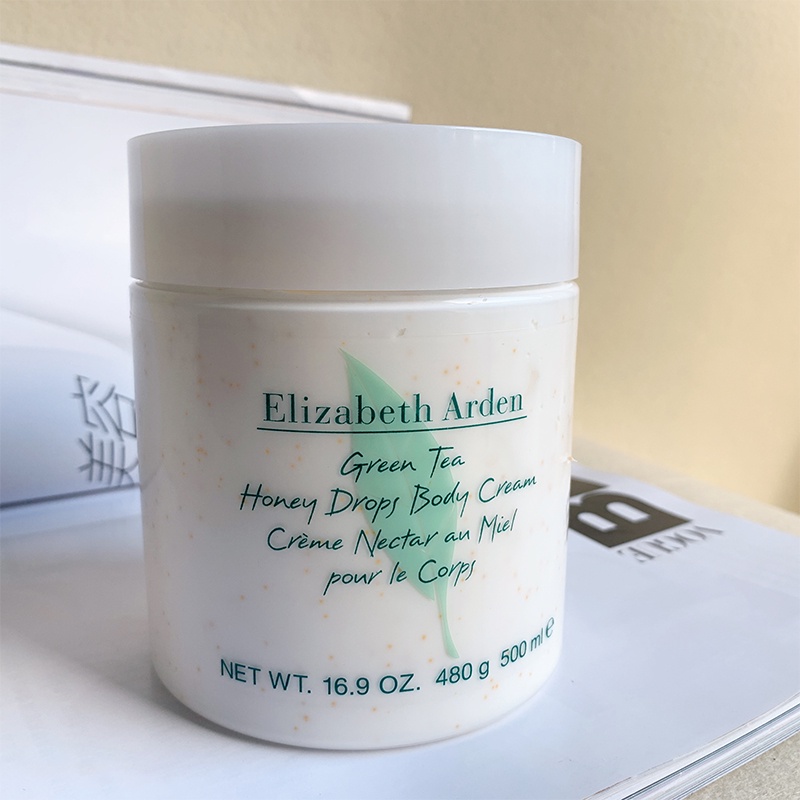 Elizabeth Arden
Green Tea
Honey Drops Body Cream
Crème Nectar au Miel
pour le Corps
NET WT. 16.9 OZ. 480 g 500 ml ℮
B
VOGUE